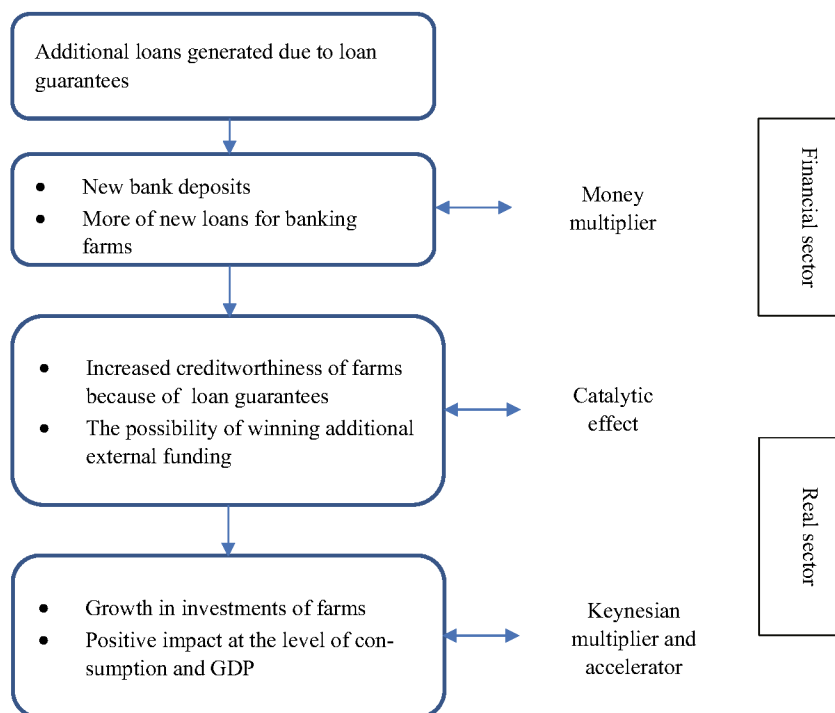 Additional loans generated due to loan
guarantees
• New bank deposits
• More of new loans for banking
farms
Money
multiplier
Financial sector
• Increased creditworthiness of farms
because of loan guarantees
• The possibility of winning additional
external funding
Catalytic
effect
Real sector
• Growth in investments of farms
• Positive impact at the level of con-
sumption and GDP
Keynesian
multiplier and
accelerator